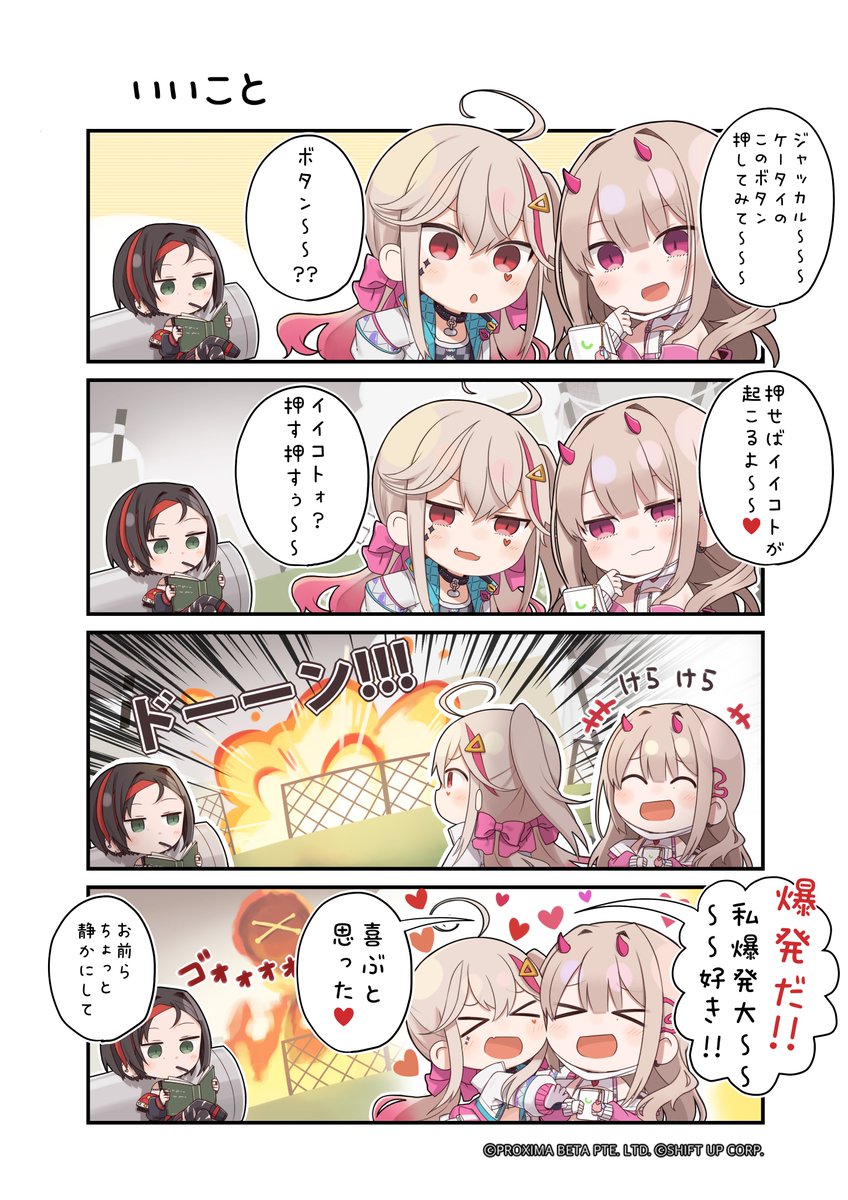 いいこと
ジャッカル〜〜〜
ケータイの
このボタン
押してみて〜〜〜
ボタン〜〜
??
押せばイイコトが
起こるよ〜〜♥
イイコトォ?
押す押すぅ〜〜
ドーーン!!!
けら けら
爆発だ!!
私爆発大〜〜
〜〜好き!!
喜ぶと
思った♥
ゴォォォォ
お前ら
ちょっと
静かにして
©PROXIMA BETA PTE. LTD. ©SHIFT UP CORP.